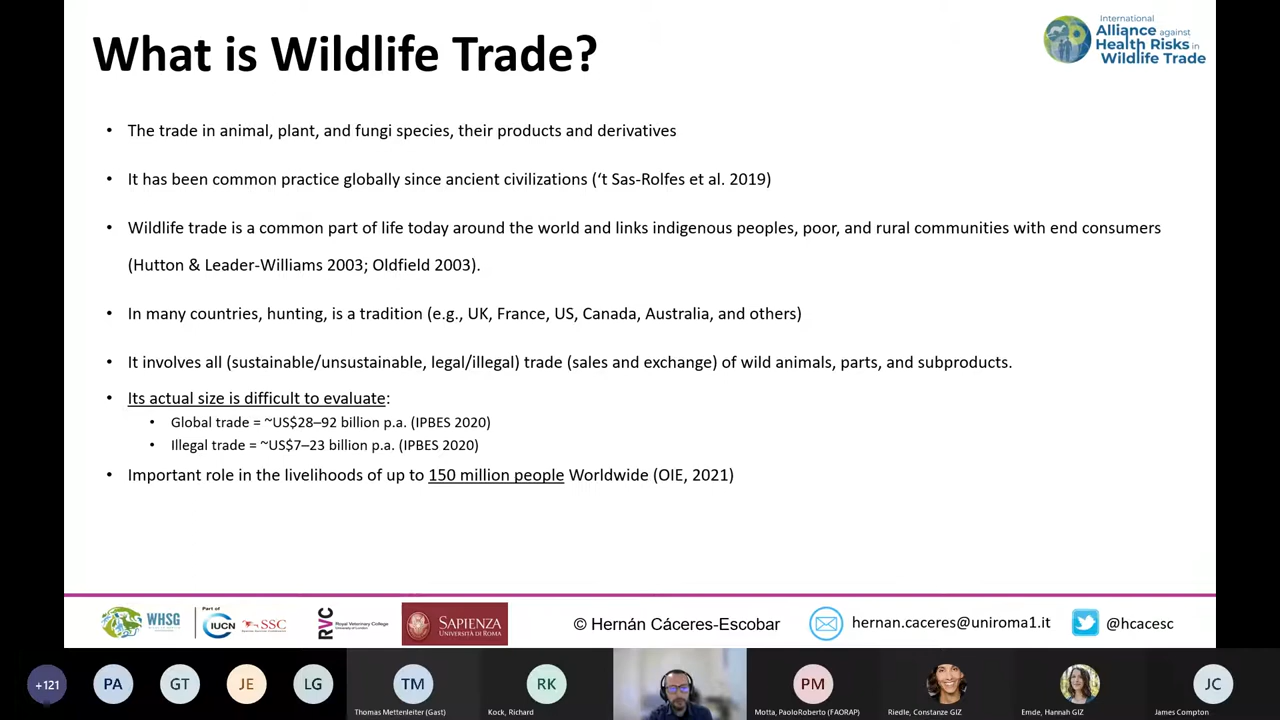 What is Wildlife Trade?
International
Alliance against
Health Risks in
Wildlife Trade
• The trade in animal, plant, and fungi species, their products and derivatives
• It has been common practice globally since ancient civilizations (‘t Sas-Rolfes et al. 2019)
• Wildlife trade is a common part of life today around the world and links indigenous peoples, poor, and rural communities with end consumers
(Hutton & Leader-Williams 2003; Oldfield 2003).
• In many countries, hunting, is a tradition (e.g., UK, France, US, Canada, Australia, and others)
• It involves all (sustainable/unsustainable, legal/illegal) trade (sales and exchange) of wild animals, parts, and subproducts.
• Its actual size is difficult to evaluate:
• Global trade = ~US$28–92 billion p.a. (IPBES 2020)
• Illegal trade = ~US$7–23 billion p.a. (IPBES 2020)
• Important role in the livelihoods of up to 150 million people Worldwide (OIE, 2021)
WHSG
Part of
IUCN
SSC
RVC
Royal Veterinary College
University of London
SAPIENZA
UNIVERSITÀ DI ROMA
© Hernán Cáceres-Escobar
hernan.caceres@uniroma1.it
@hcacesc
+121
PA
GT
JE
LG
TM
RK
PM
JC
Thomas Mettenleiter (Gast)
Kock, Richard
Motta, PaoloRoberto (FAORAP)
Riedle, Constanze GIZ
Emde, Hannah GIZ
James Compton